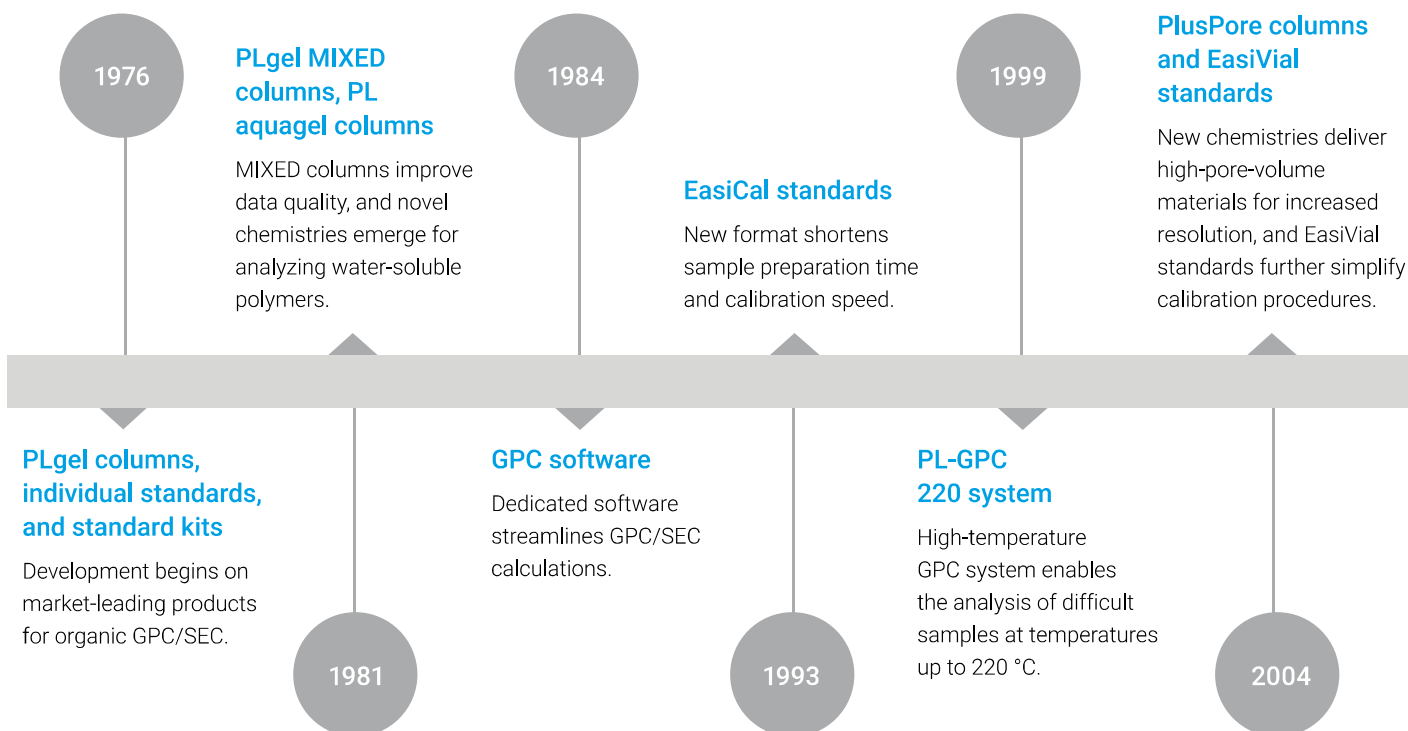 1976
PLgel columns,
individual standards,
and standard kits
Development begins on
market-leading products
for organic GPC/SEC.
PLgel MIXED
columns, PL
aquagel columns
MIXED columns improve
data quality, and novel
chemistries emerge for
analyzing water-soluble
polymers.
1981
1984
GPC software
Dedicated software
streamlines GPC/SEC
calculations.
EasiCal standards
New format shortens
sample preparation time
and calibration speed.
1993
1999
PL-GPC
220 system
High-temperature
GPC system enables
the analysis of difficult
samples at temperatures
up to 220 °C.
PlusPore columns
and EasiVial
standards
New chemistries deliver
high-pore-volume
materials for increased
resolution, and EasiVial
standards further simplify
calibration procedures.
2004